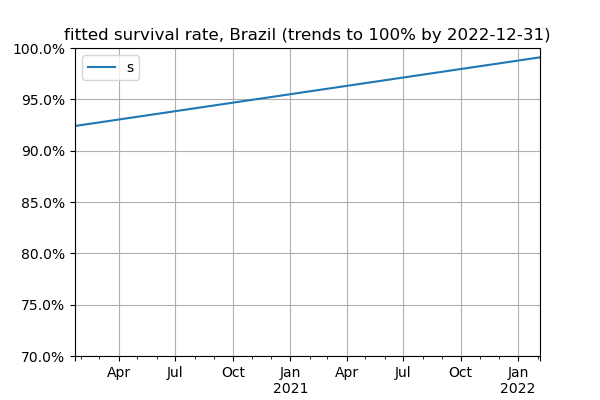 fitted survival rate, Brazil (trends to 100% by 2022-12-31)
100.0%
s
95.0%
90.0%
85.0%
80.0%
75.0%
70.0%
Apr Jul Oct Jan Apr Jul Oct Jan
2021 2022